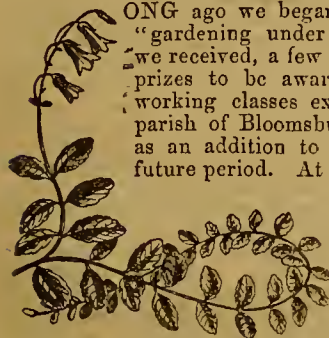 ONG ago we began
"gardening under
we received, a few
prizes to be awar
working classes ex
parish of Bloomsbu
as an addition to
future period. At